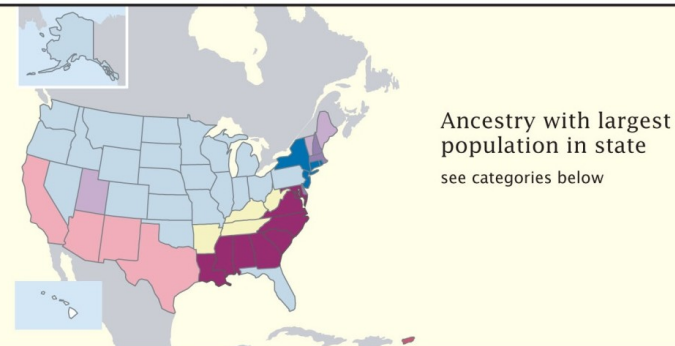 Ancestry with largest
population in state
see categories below